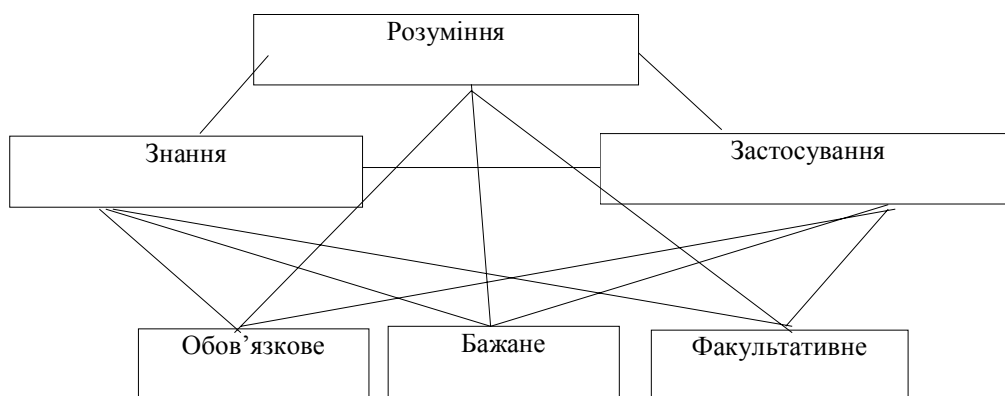 Розуміння
Знання
Застосування
Обов’язкове
Бажане
Факультативне